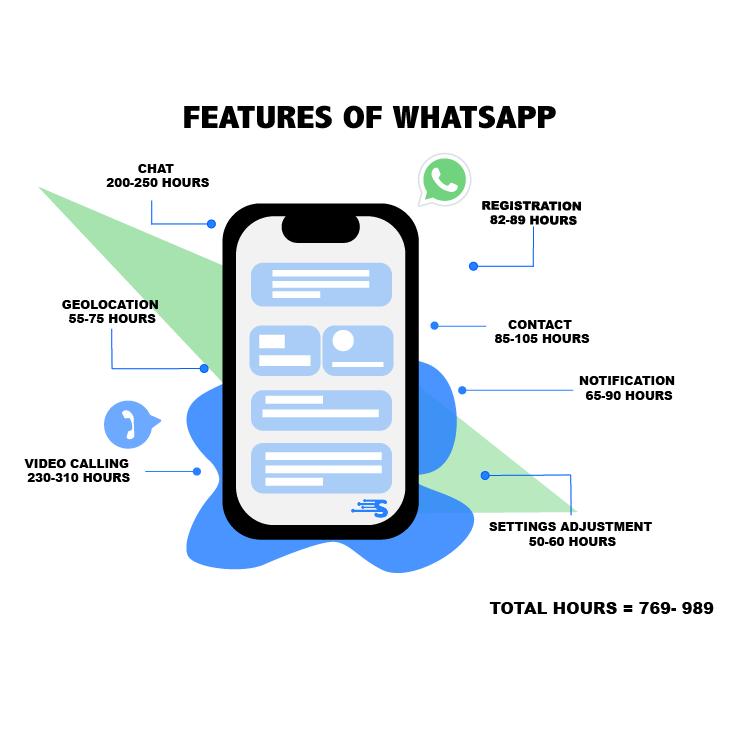 FEATURES OF WHATSAPP
CHAT
200-250 HOURS
REGISTRATION
82-89 HOURS
GEOLOCATION
55-75 HOURS
CONTACT
85-105 HOURS
NOTIFICATION
65-90 HOURS
VIDEO CALLING
230-310 HOURS
SETTINGS ADJUSTMENT
50-60 HOURS
S
TOTAL HOURS = 769- 989